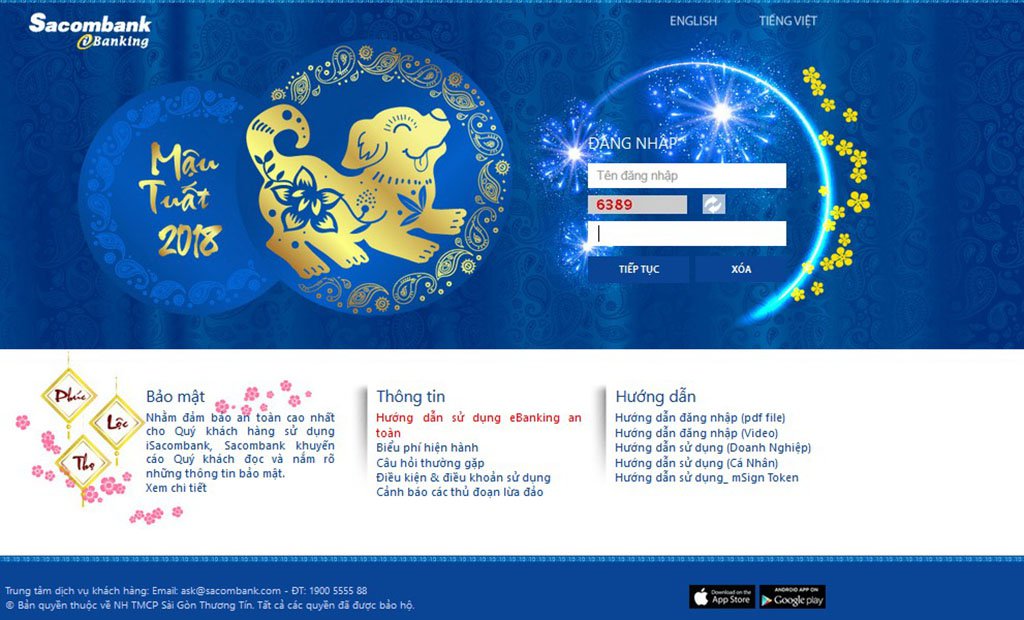 Sacombank
iBanking
ENGLISH
TIẾNG VIỆT
Mậu
Tuất
2018
ĐĂNG NHẬP
Tên đăng nhập
6389
TIẾP TỤC
XÓA
Phúc
Lộc
Thọ
Bảo mật
Nhằm đảm bảo an toàn cao nhất
cho Quý khách hàng sử dụng
iSacombank, Sacombank khuyến
cáo Quý khách đọc và nắm rõ
những thông tin bảo mật.
Xem chi tiết
Thông tin
Hướng dẫn sử dụng eBanking an
toàn
Biểu phí hiện hành
Câu hỏi thường gặp
Điều kiện & điều khoản sử dụng
Cảnh báo các thủ đoạn lừa đảo
Hướng dẫn
Hướng dẫn đăng nhập (pdf file)
Hướng dẫn đăng nhập (Video)
Hướng dẫn sử dụng (Doanh Nghiệp)
Hướng dẫn sử dụng (Cá Nhân)
Hướng dẫn sử dụng_ mSign Token
Trung tâm dịch vụ khách hàng: Email: ask@sacombank.com - ĐT: 1900 5555 88
© Bản quyền thuộc về NH TMCP Sài Gòn Thương Tín. Tất cả các quyền đã được bảo hộ.
Download on the
App Store
ANDROID APP ON
Google play